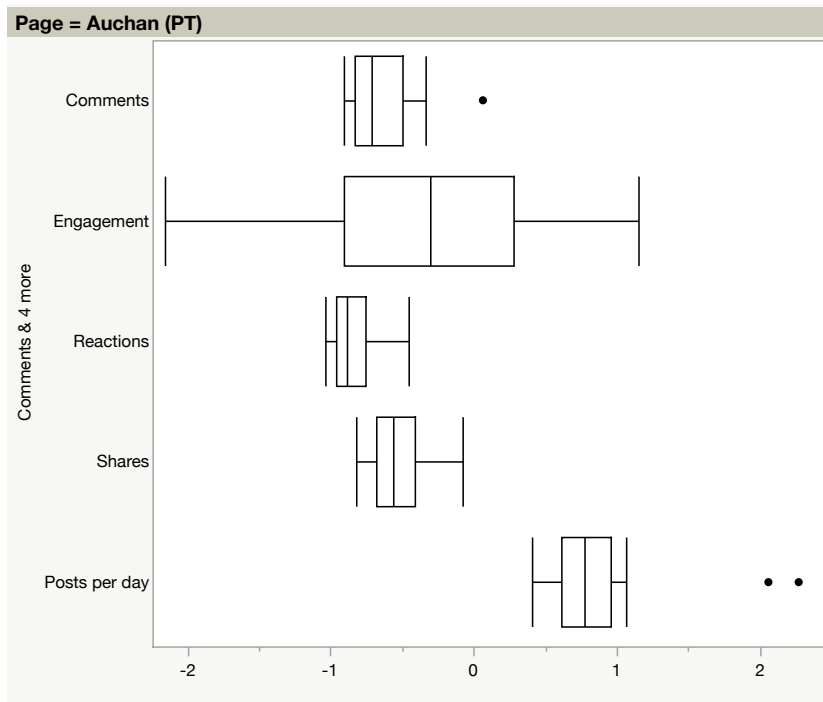 Page = Auchan (PT)
Comments & 4 more
Comments
Engagement
Reactions
Shares
Posts per day
-2 -1 0 1 2